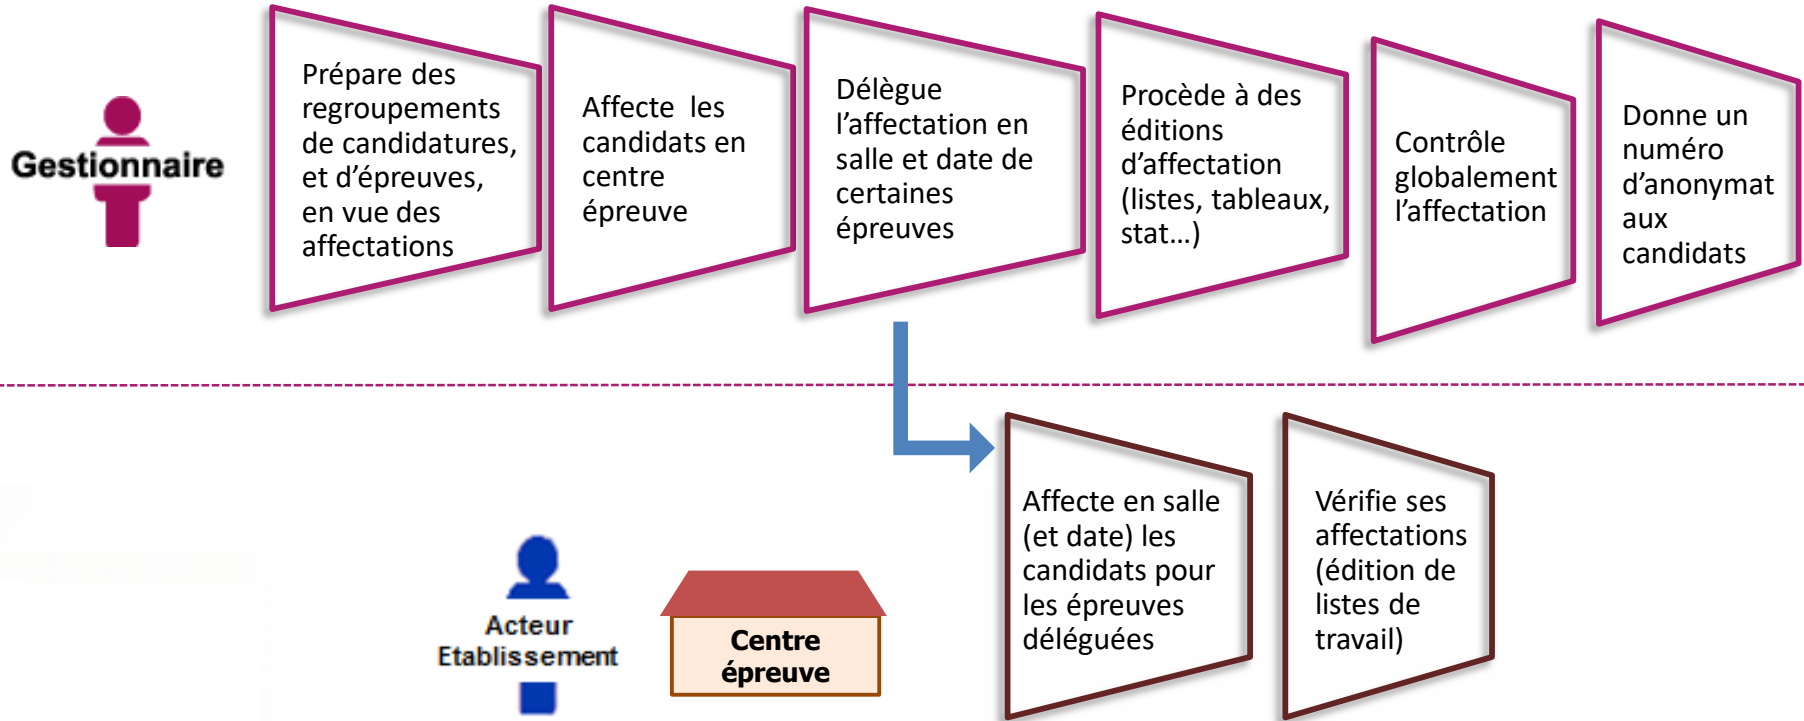 Gestionnaire
Prépare des
regroupements
de candidatures,
et d’épreuves,
en vue des
affectations
Affecte les
candidats en
centre
épreuve
Délègue
l’affectation en
salle et date de
certaines
épreuves
Procède à des
éditions
d’affectation
(listes, tableaux,
stat…)
Contrôle
globalement
l’affectation
Donne un
numéro
d’anonymat
aux
candidats
Acteur
Etablissement
Centre
épreuve
Affecte en salle
(et date) les
candidats pour
les épreuves
déléguées
Vérifie ses
affectations
(édition de
listes de
travail)